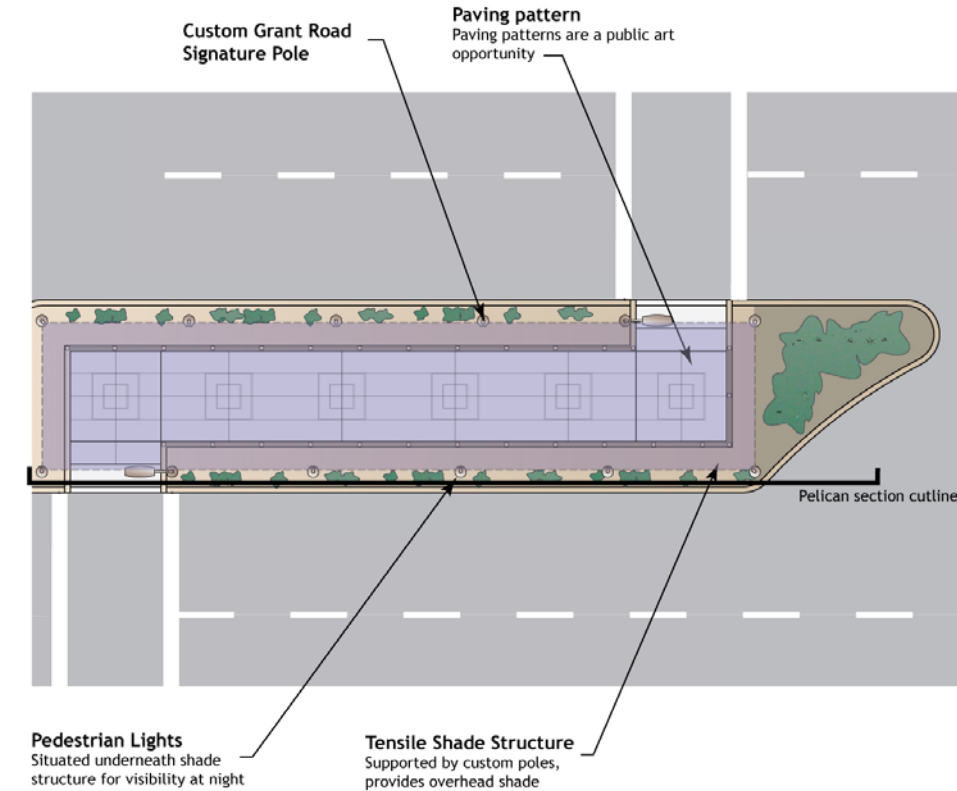 Custom Grant Road
Signature Pole
Paving pattern
Paving patterns are a public art
opportunity
Pelican section cutline
Pedestrian Lights
Situated underneath shade
structure for visibility at night
Tensile Shade Structure
Supported by custom poles,
provides overhead shade